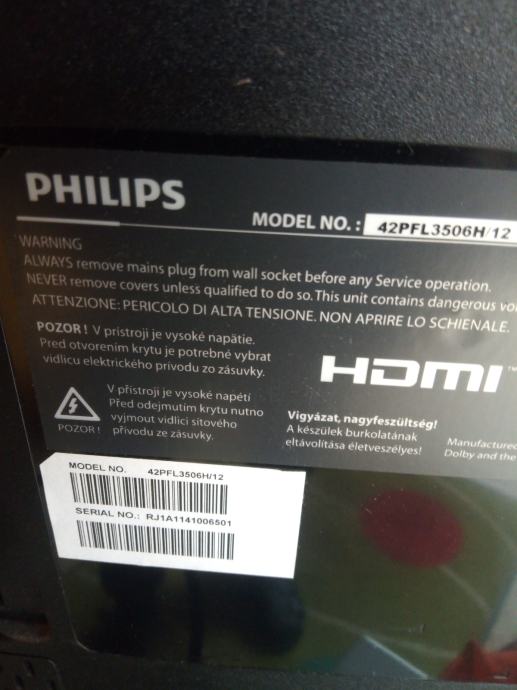 PHILIPS
MODEL NO. : 42PFL3506H/12
WARNING
ALWAYS remove mains plug from wall socket before any Service operation.
NEVER remove covers unless qualified to do so. This unit contains dangerous
ATTENZIONE: PERICOLO DI ALTA TENSIONE. NON APRIRE LO SCHIENALE.
POZOR! V prístroji je vysoké napätie.
Pred otvorením krytu je potrebné vybrat
vidlicu elektrického prívodu zo zásuvky.
HDMI™
V přístroji je vysoké napětí
Před odejmutím krytu nutno
vyjmout vidlici sítového
přívodu ze zásuvky.
POZOR!
Vigyázat, nagyfeszültség!
A készülek burkolatának
eltávolítása életveszélyes!
Manufactured
Dolby and the
MODEL NO. 42PFL3506H/12
SERIAL NO.: RJ1A1141006501